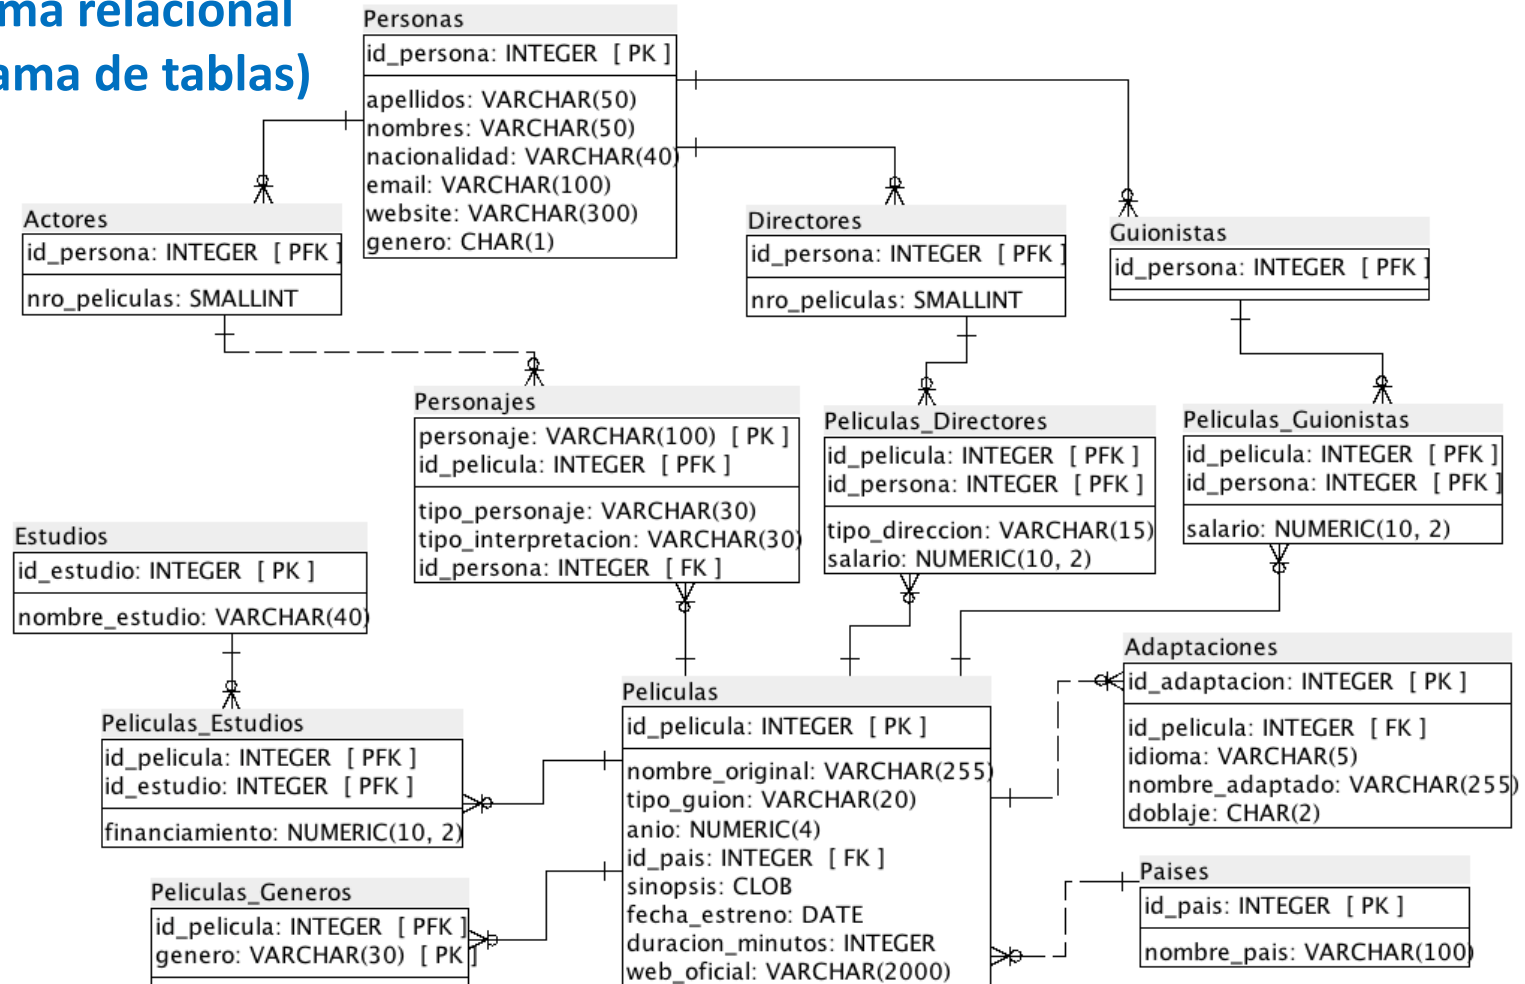 ma relacional
ama de tablas)
Personas
id_persona: INTEGER [ PK ]
apellidos: VARCHAR(50)
nombres: VARCHAR(50)
nacionalidad: VARCHAR(40)
email: VARCHAR(100)
website: VARCHAR(300)
genero: CHAR(1)
Actores
id_persona: INTEGER [ PFK ]
nro_peliculas: SMALLINT
Directores
id_persona: INTEGER [ PFK ]
nro_peliculas: SMALLINT
Guionistas
id_persona: INTEGER [ PFK ]
Personajes
personaje: VARCHAR(100) [ PK ]
id_pelicula: INTEGER [ PFK ]
tipo_personaje: VARCHAR(30)
tipo_interpretacion: VARCHAR(30)
id_persona: INTEGER [ FK ]
Peliculas_Directores
id_pelicula: INTEGER [ PFK ]
id_persona: INTEGER [ PFK ]
tipo_direccion: VARCHAR(15)
salario: NUMERIC(10, 2)
Peliculas_Guionistas
id_pelicula: INTEGER [ PFK ]
id_persona: INTEGER [ PFK ]
salario: NUMERIC(10, 2)
Estudios
id_estudio: INTEGER [ PK ]
nombre_estudio: VARCHAR(40)
Peliculas_Estudios
id_pelicula: INTEGER [ PFK ]
id_estudio: INTEGER [ PFK ]
financiamiento: NUMERIC(10, 2)
Peliculas
id_pelicula: INTEGER [ PK ]
nombre_original: VARCHAR(255)
tipo_guion: VARCHAR(20)
anio: NUMERIC(4)
id_pais: INTEGER [ FK ]
sinopsis: CLOB
fecha_estreno: DATE
duracion_minutos: INTEGER
web_oficial: VARCHAR(2000)
Adaptaciones
id_adaptacion: INTEGER [ PK ]
id_pelicula: INTEGER [ FK ]
idioma: VARCHAR(5)
nombre_adaptado: VARCHAR(255)
doblaje: CHAR(2)
Peliculas_Generos
id_pelicula: INTEGER [ PFK ]
genero: VARCHAR(30) [ PK ]
Paises
id_pais: INTEGER [ PK ]
nombre_pais: VARCHAR(100)